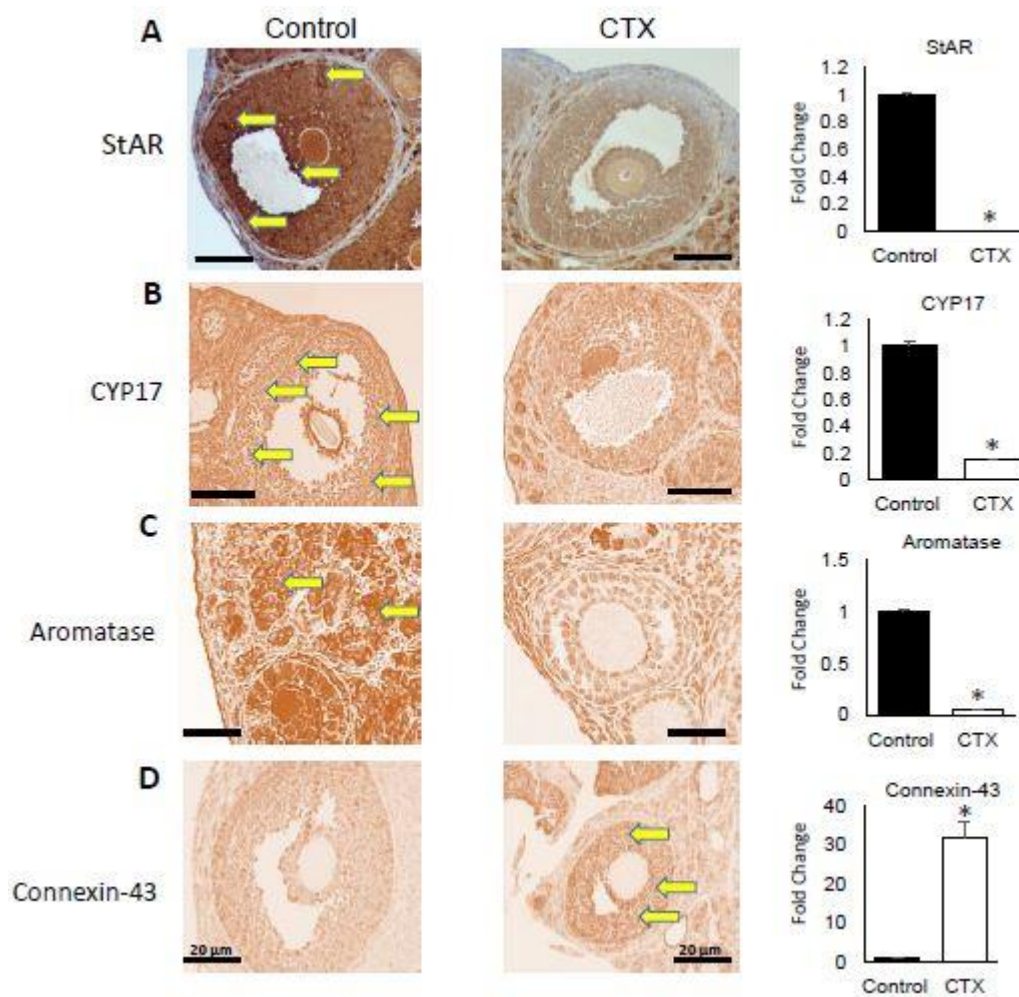 Control
CTX
A
StAR
StAR
Fold Change
1.2
1
0.8
0.6
0.4
0.2
0
*
Control
CTX
B
CYP17
CYP17
Fold Change
1.2
1
0.8
0.6
0.4
0.2
0
*
Control
CTX
C
Aromatase
Aromatase
Fold Change
1.5
1
0.5
0
*
Control
CTX
D
Connexin-43
20 µm
20 µm
Connexin-43
Fold Change
40
30
20
10
0
*
Control
CTX